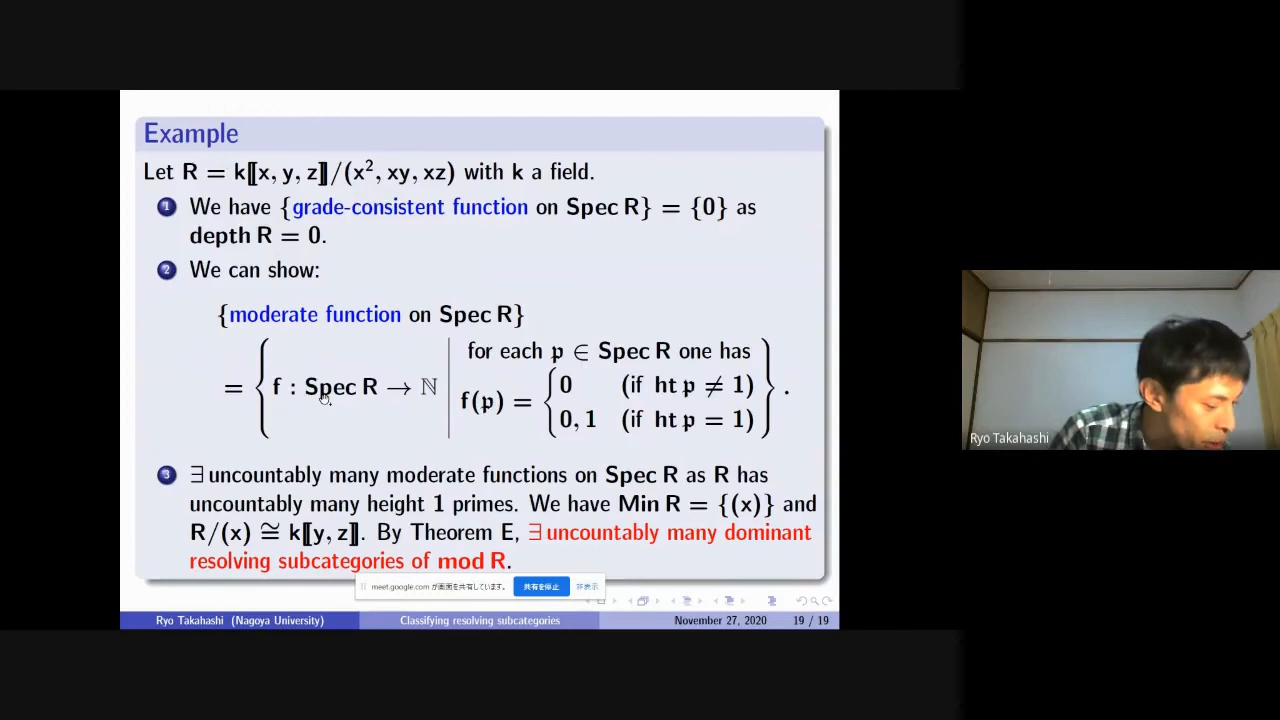 Example
Let R = k⟦x, y, z⟧/(x², xy, xz) with k a field.
1 We have {grade-consistent function on Spec R} = {0} as
depth R = 0.
2 We can show:
{moderate function on Spec R}
= { f : Spec R → ℕ | for each 𝔭 ∈ Spec R one has
f(𝔭) = { 0 (if ht 𝔭 ≠ 1)
0, 1 (if ht 𝔭 = 1) } .
3 ∃ uncountably many moderate functions on Spec R as R has
uncountably many height 1 primes. We have Min R = {(x)} and
R/(x) ≅ k⟦y, z⟧. By Theorem E, ∃ uncountably many dominant
resolving subcategories of mod R.
meet.google.com が画面を共有しています。 共有を停止 非表示
Ryo Takahashi (Nagoya University) Classifying resolving subcategories November 27, 2020 19 / 19
Ryo Takahashi